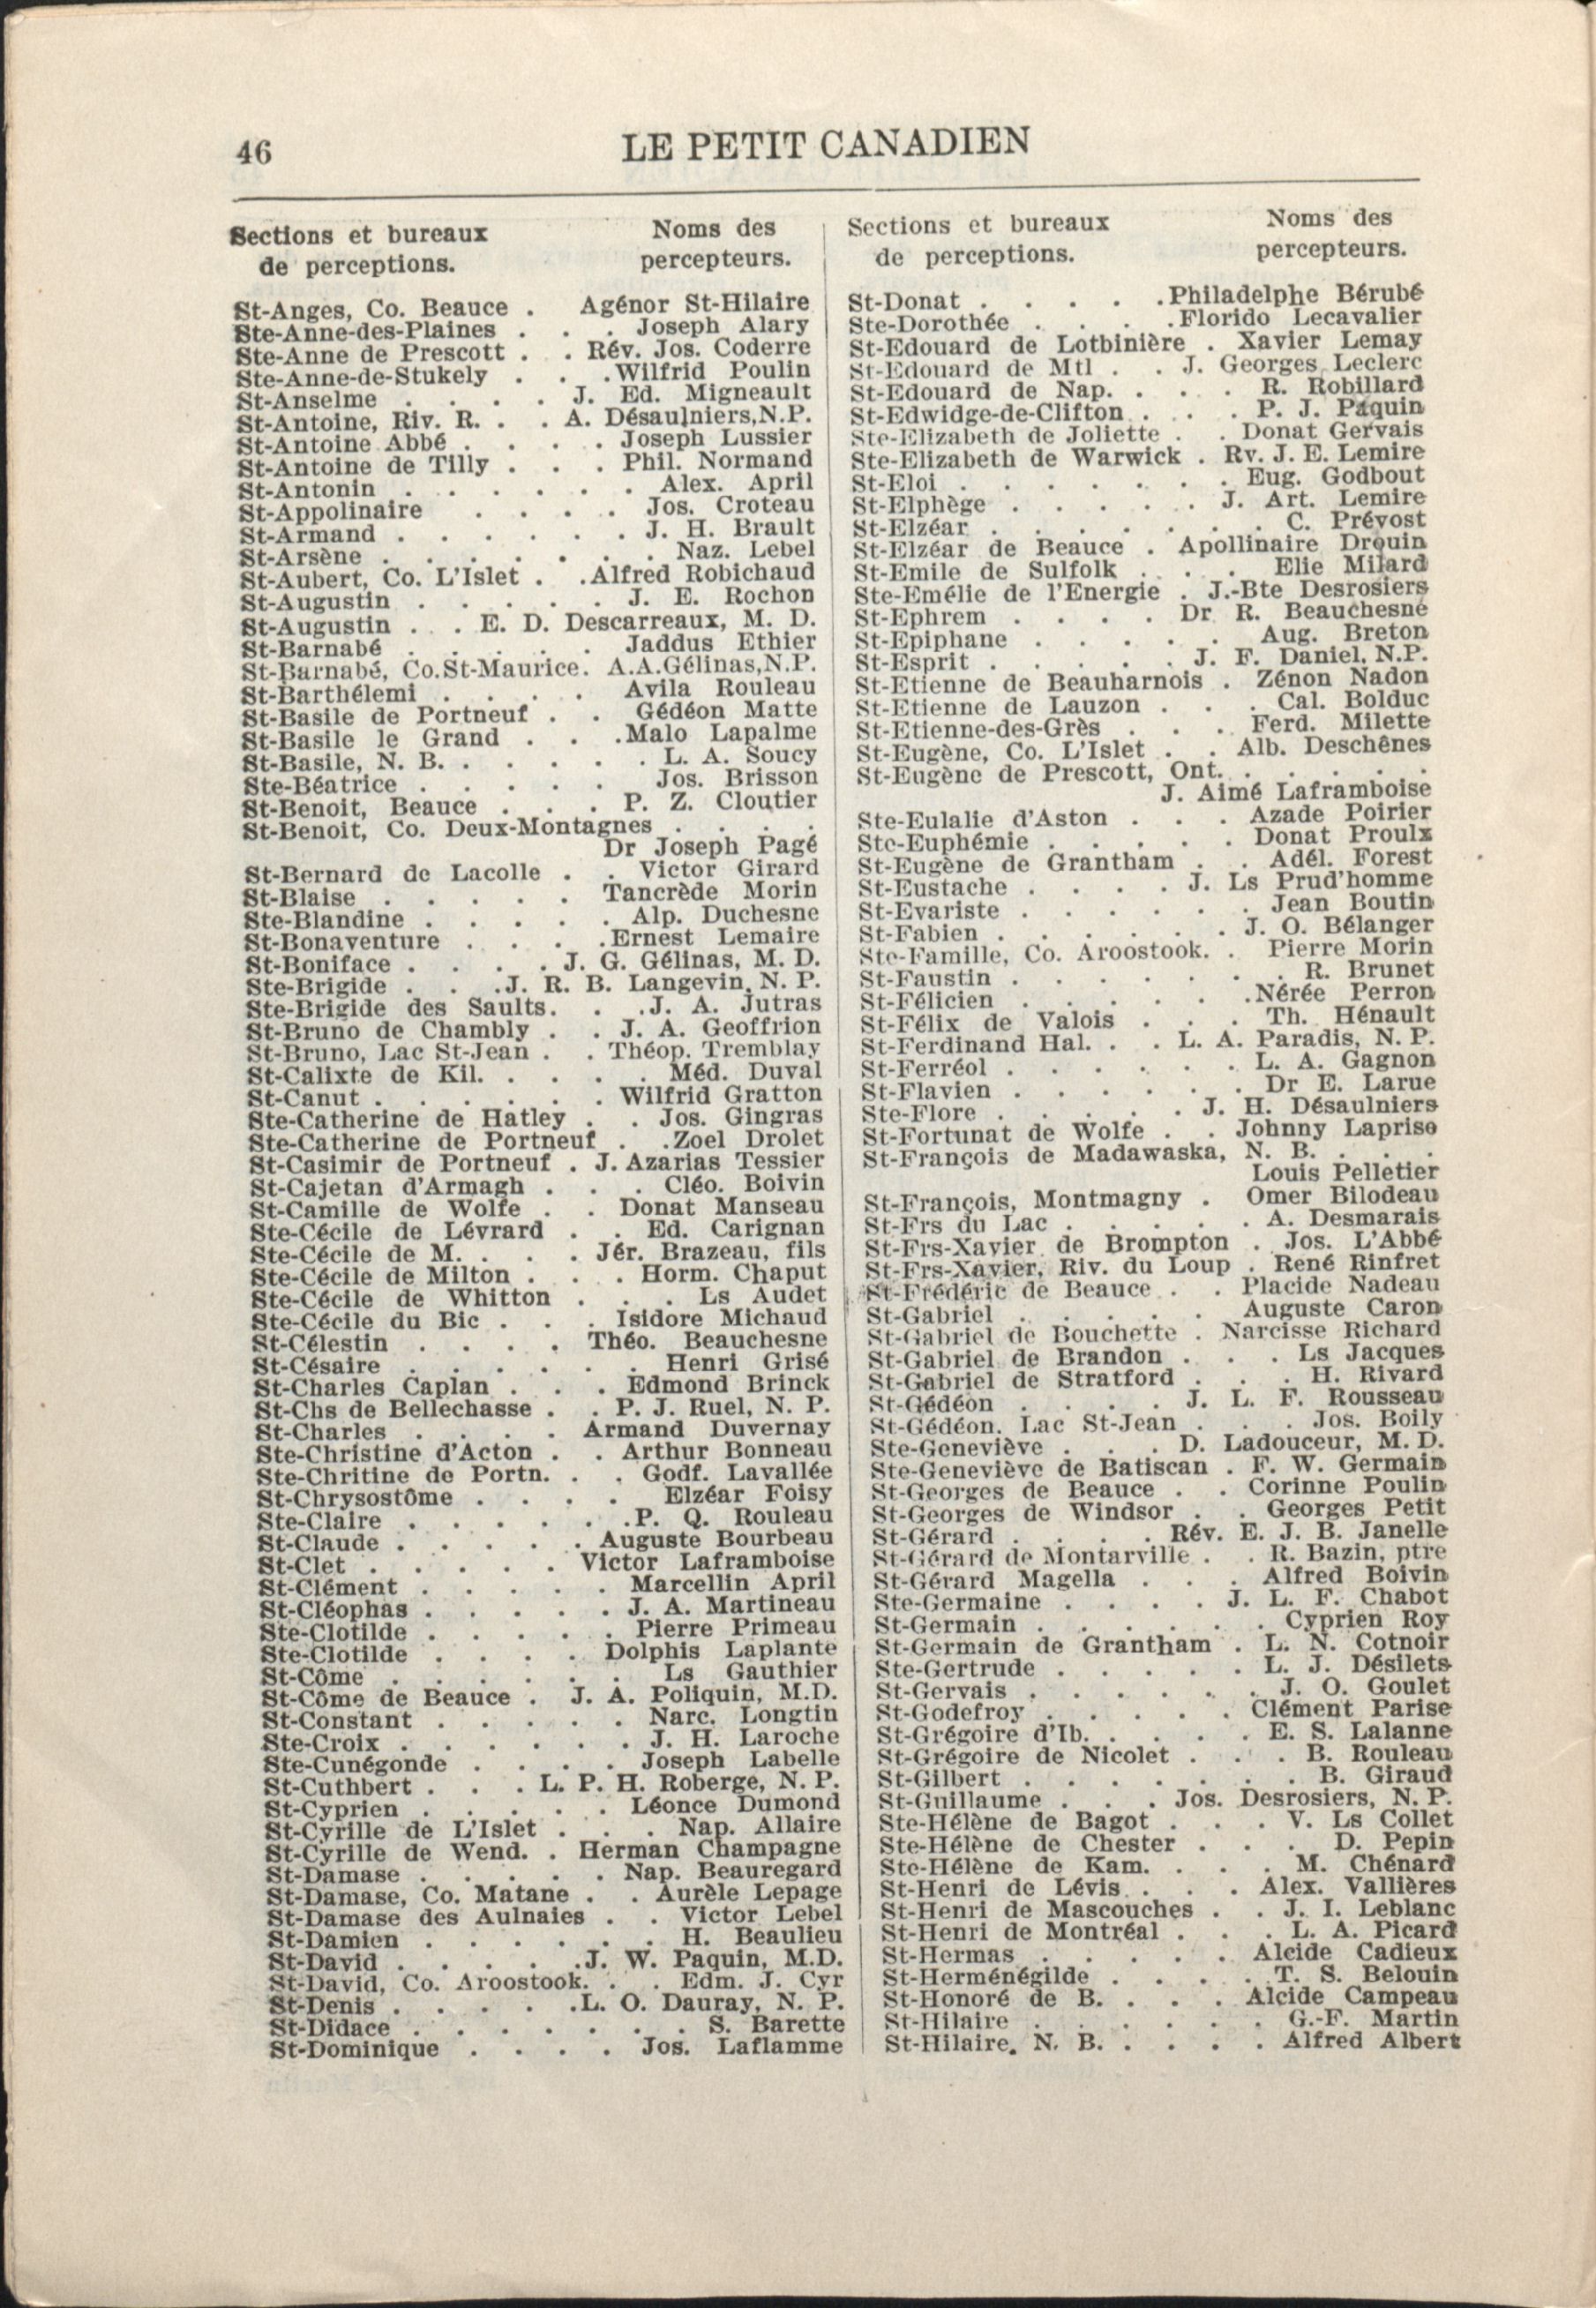 46
LE PETIT CANADIEN
Sections et bureaux Noms des
de perceptions. percepteurs.
St-Anges, Co. Beauce . Agénor St-Hilaire
Ste-Anne-des-Plaines . . . Joseph Alary
Ste-Anne de Prescott . . Rév. Jos. Coderre
Ste-Anne-de-Stukely . . . Wilfrid Poulin
St-Anselme . . . . J. Ed. Migneault
St-Antoine, Riv. R. . . A. Désaulniers,N.P.
St-Antoine Abbé . . . . Joseph Lussier
St-Antoine de Tilly . . . Phil. Normand
St-Antonin . . . . . . Alex. April
St-Appolinaire . . . . Jos. Croteau
St-Armand . . . . . . J. H. Brault
St-Arsène . . . . . . . Naz. Lebel
St-Aubert, Co. L'Islet . . Alfred Robichaud
St-Augustin . . . . . J. E. Rochon
St-Augustin . . . E. D. Descarreaux, M. D.
St-Barnabé . . . . . Jaddus Ethier
St-Barnabé, Co.St-Maurice. A.A.Gélinas,N.P.
St-Barthélemi . . . . Avila Rouleau
St-Basile de Portneuf . . Gédéon Matte
St-Basile le Grand . . . Malo Lapalme
St-Basile, N. B. . . . . . L. A. Soucy
Ste-Béatrice . . . . . Jos. Brisson
St-Benoit, Beauce . . . P. Z. Cloutier
St-Benoit, Co. Deux-Montagnes . . . .
Dr Joseph Pagé
St-Bernard de Lacolle . . Victor Girard
St-Blaise . . . . . Tancrède Morin
Ste-Blandine . . . . . Alp. Duchesne
St-Bonaventure . . . . Ernest Lemaire
St-Boniface . . . . J. G. Gélinas, M. D.
Ste-Brigide . . . J. R. B. Langevin, N. P.
Ste-Brigide des Saults. . . J. A. Jutras
St-Bruno de Chambly . . J. A. Geoffrion
St-Bruno, Lac St-Jean . . Théop. Tremblay
St-Calixte de Kil. . . . . Méd. Duval
St-Canut . . . . . . Wilfrid Gratton
Ste-Catherine de Hatley . . Jos. Gingras
Ste-Catherine de Portneuf . . Zoel Drolet
St-Casimir de Portneuf . J. Azarias Tessier
St-Cajetan d'Armagh . . . Cléo. Boivin
St-Camille de Wolfe . . Donat Manseau
Ste-Cécile de Lévrard . . Ed. Carignan
Ste-Cécile de M. . . . Jér. Brazeau, fils
Ste-Cécile de Milton . . . Horm. Chaput
Ste-Cécile de Whitton . . . Ls Audet
Ste-Cécile du Bic . . . Isidore Michaud
St-Célestin . . . . Théo. Beauchesne
St-Césaire . . . . . . Henri Grisé
St-Charles Caplan . . . Edmond Brinck
St-Chs de Bellechasse . . P. J. Ruel, N. P.
St-Charles . . . . Armand Duvernay
Ste-Christine d'Acton . . Arthur Bonneau
Ste-Chritine de Portn. . . Godf. Lavallée
St-Chrysostôme . . . . Elzéar Foisy
Ste-Claire . . . . . . P. Q. Rouleau
St-Claude . . . . . Auguste Bourbeau
St-Clet . . . . . Victor Laframboise
St-Clément . . . . . Marcellin April
St-Cléophas . . . . . J. A. Martineau
Ste-Clotilde . . . . . Pierre Primeau
Ste-Clotilde . . . . Dolphis Laplante
St-Côme . . . . . . Ls Gauthier
St-Côme de Beauce . J. A. Poliquin, M.D.
St-Constant . . . . . Narc. Longtin
Ste-Croix . . . . . . J. H. Laroche
Ste-Cunégonde . . . . Joseph Labelle
St-Cuthbert . . . L. P. H. Roberge, N. P.
St-Cyprien . . . . . Léonce Dumond
St-Cyrille de L'Islet . . . Nap. Allaire
St-Cyrille de Wend. . Herman Champagne
St-Damase . . . . . Nap. Beauregard
St-Damase, Co. Matane . . Aurèle Lepage
St-Damase des Aulnaies . . Victor Lebel
St-Damien . . . . . . H. Beaulieu
St-David . . . . . J. W. Paquin, M.D.
St-David, Co. Aroostook. . . Edm. J. Cyr
St-Denis . . . . . L. O. Dauray, N. P.
St-Didace . . . . . . . S. Barette
St-Dominique . . . . Jos. Laflamme
Sections et bureaux Noms des
de perceptions. percepteurs.
St-Donat . . . . . Philadelphe Bérubé
Ste-Dorothée . . . . Florido Lecavalier
St-Edouard de Lotbinière . Xavier Lemay
St-Edouard de Mtl . . J. Georges Leclerc
St-Edouard de Nap. . . . R. Robillard
St-Edwidge-de-Clifton . . . P. J. Paquin
Ste-Elizabeth de Joliette . . Donat Gervais
Ste-Elizabeth de Warwick . Rv. J. E. Lemire
St-Eloi . . . . . . . Eug. Godbout
St-Elphège . . . . . J. Art. Lemire
St-Elzéar . . . . . . . C. Prévost
St-Elzéar de Beauce . Apollinaire Drouin
St-Emile de Sulfolk . . . Elie Milard
Ste-Emélie de l'Energie . J.-Bte Desrosiers
St-Ephrem . . . . Dr R. Beauchesne
St-Epiphane . . . . . Aug. Breton
St-Esprit . . . . . J. F. Daniel, N.P.
St-Etienne de Beauharnois . Zénon Nadon
St-Etienne de Lauzon . . . Cal. Bolduc
St-Etienne-des-Grès . . . Ferd. Milette
St-Eugène, Co. L'Islet . . Alb. Deschênes
St-Eugène de Prescott, Ont. . . . . .
J. Aimé Laframboise
Ste-Eulalie d'Aston . . . Azade Poirier
Ste-Euphémie . . . . . Donat Proulx
St-Eugène de Grantham . . Adél. Forest
St-Eustache . . . . J. Ls Prud'homme
St-Evariste . . . . . . Jean Boutin
St-Fabien . . . . . . J. O. Bélanger
Ste-Famille, Co. Aroostook. . Pierre Morin
St-Faustin . . . . . . . R. Brunet
St-Félicien . . . . . . Nérée Perron
St-Félix de Valois . . . Th. Hénault
St-Ferdinand Hal. . . L. A. Paradis, N. P.
St-Ferréol . . . . . . L. A. Gagnon
St-Flavien . . . . . . Dr E. Larue
Ste-Flore . . . . . J. H. Désaulniers
St-Fortunat de Wolfe . . Johnny Laprise
St-François de Madawaska, N. B. . . .
Louis Pelletier
St-François, Montmagny . Omer Bilodeau
St-Frs du Lac . . . . . A. Desmarais
St-Frs-Xavier de Brompton . Jos. L'Abbé
St-Frs-Xavier, Riv. du Loup . René Rinfret
St-Frédéric de Beauce . . Placide Nadeau
St-Gabriel . . . . . Auguste Caron
St-Gabriel de Bouchette . Narcisse Richard
St-Gabriel de Brandon . . . Ls Jacques
St-Gabriel de Stratford . . . H. Rivard
St-Gédéon . . . . J. L. F. Rousseau
St-Gédéon, Lac St-Jean . . . Jos. Boily
Ste-Geneviève . . . D. Ladouceur, M. D.
Ste-Geneviève de Batiscan . F. W. Germain
St-Georges de Beauce . . Corinne Poulin
St-Georges de Windsor . . Georges Petit
St-Gérard . . . . Rév. E. J. B. Janelle
St-Gérard de Montarville . . R. Bazin, ptre
St-Gérard Magella . . . Alfred Boivin
Ste-Germaine . . . . J. L. F. Chabot
St-Germain . . . . . . Cyprien Roy
St-Germain de Grantham . L. N. Cotnoir
Ste-Gertrude . . . . . L. J. Désilets
St-Gervais . . . . . . J. O. Goulet
St-Godefroy . . . . . Clément Parise
St-Grégoire d'Ib. . . . . E. S. Lalanne
St-Grégoire de Nicolet . . . B. Rouleau
St-Gilbert . . . . . . . B. Giraud
St-Guillaume . . . Jos. Desrosiers, N. P.
Ste-Hélène de Bagot . . . V. Ls Collet
Ste-Hélène de Chester . . . D. Pepin
Ste-Hélène de Kam. . . . M. Chénard
St-Henri de Lévis . . . Alex. Vallières
St-Henri de Mascouches . . J. I. Leblanc
St-Henri de Montréal . . . L. A. Picard
St-Hermas . . . . . Alcide Cadieux
St-Herménégilde . . . . T. S. Belouin
St-Honoré de B. . . . Alcide Campeau
St-Hilaire . . . . . . G.-F. Martin
St-Hilaire, N. B. . . . . Alfred Albert